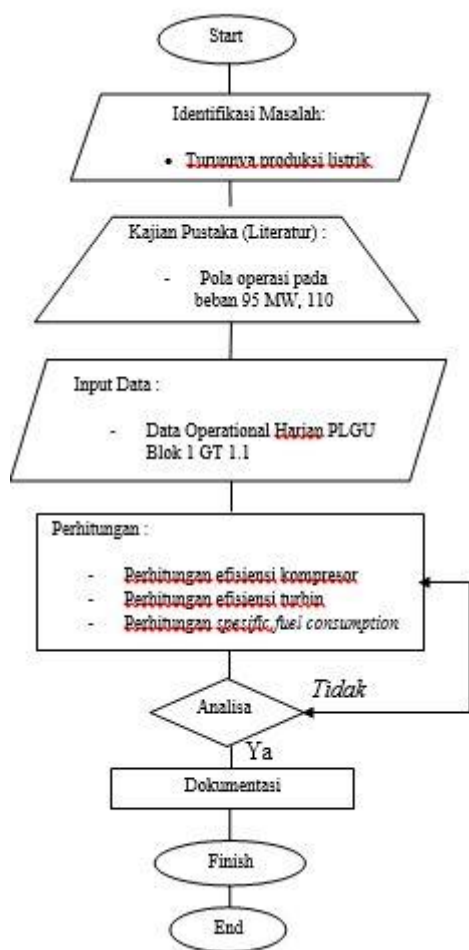 Start
Identifikasi Masalah:
• Turunnya produksi listrik
Kajian Pustaka (Literatur) :
- Pola operasi pada
beban 95 MW, 110
Input Data :
- Data Operational Harian PLGU
Blok 1 GT 1.1
Perhitungan :
- Perhitungan efisiensi kompresor
- Perhitungan efisiensi turbin
- Perhitungan spesific fuel consumption
Tidak
Analisa
Ya
Dokumentasi
Finish
End